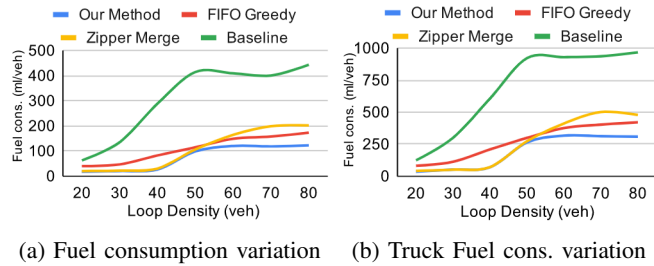 Our Method FIFO Greedy
Zipper Merge Baseline
Fuel cons. (ml/veh)
500
400
300
200
100
0
20 30 40 50 60 70 80
Loop Density (veh)
(a) Fuel consumption variation
Our Method FIFO Greedy
Zipper Merge Baseline
Fuel cons. (ml/veh)
1000
750
500
250
0
20 30 40 50 60 70 80
Loop Density (veh)
(b) Truck Fuel cons. variation